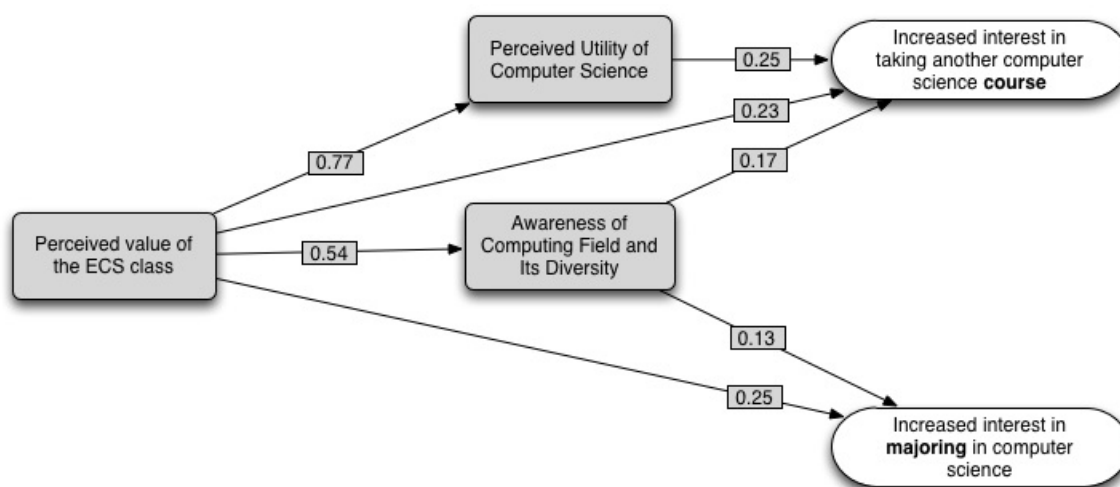 Perceived Utility of
Computer Science
0.25
Increased interest in
taking another computer
science course
0.23
0.77
0.17
Perceived value of
the ECS class
0.54
Awareness of
Computing Field and
Its Diversity
0.13
0.25
Increased interest in
majoring in computer
science